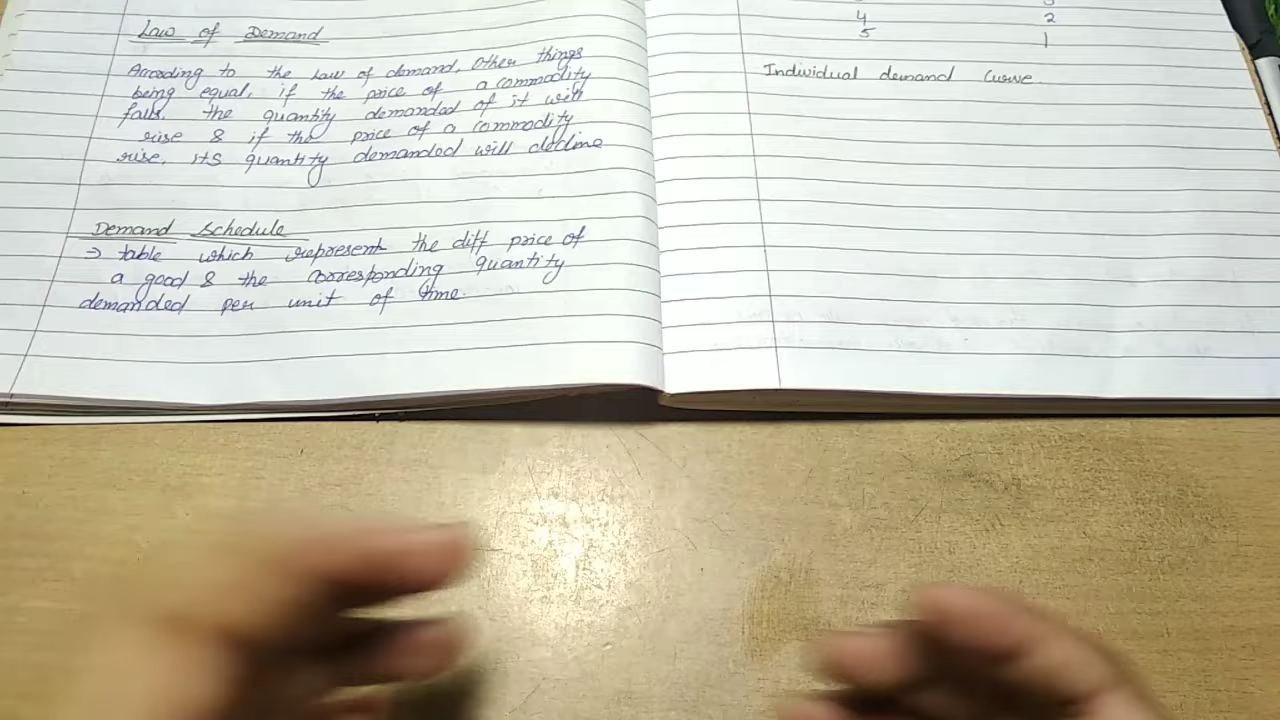 Law of Demand
According to the law of demand, Other things
being equal, if the price of a commodity
falls, the quantity demanded of it will
rise & if the price of a commodity
rise, its quantity demanded will decline
Demand Schedule
⇒ table which represent the diff price of
a good & the corresponding quantity
demanded per unit of time.
4 2
5 1
Individual demand curve